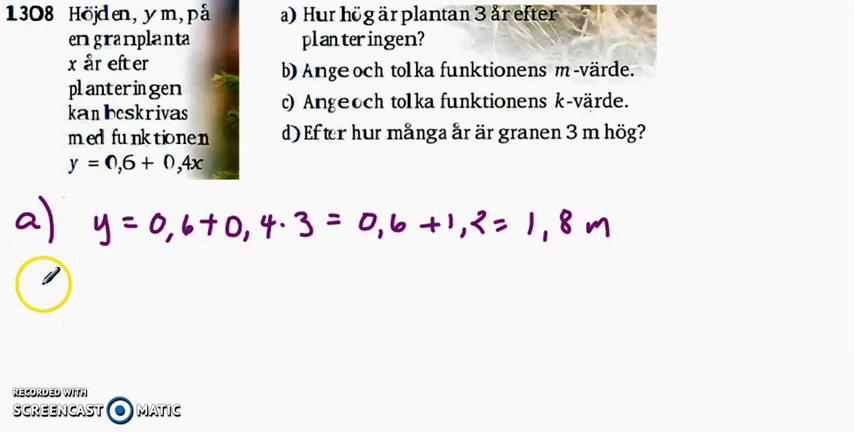 1308 Höjden, y m, på
en granplanta
x år efter
planteringen
kan beskrivas
med funktionen
y = 0,6 + 0,4x
a) Hur hög är plantan 3 år efter
planteringen?
b) Ange och tolka funktionens m-värde.
c) Ange och tolka funktionens k-värde.
d) Efter hur många år är granen 3 m hög?
a) y = 0,6 + 0,4 · 3 = 0,6 + 1,2 = 1,8 m
RECORDED WITH
SCREENCAST MATIC